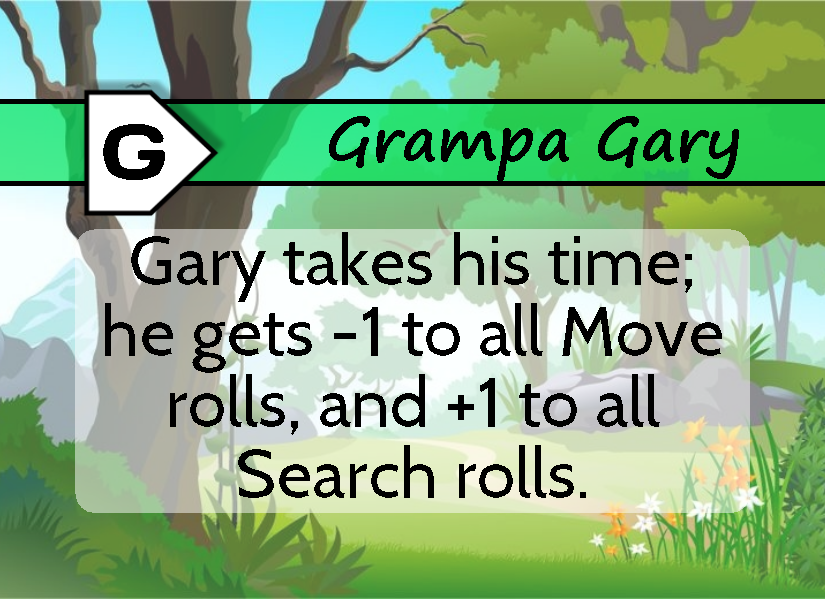 G
Grampa Gary
Gary takes his time;
he gets -1 to all Move
rolls, and +1 to all
Search rolls.